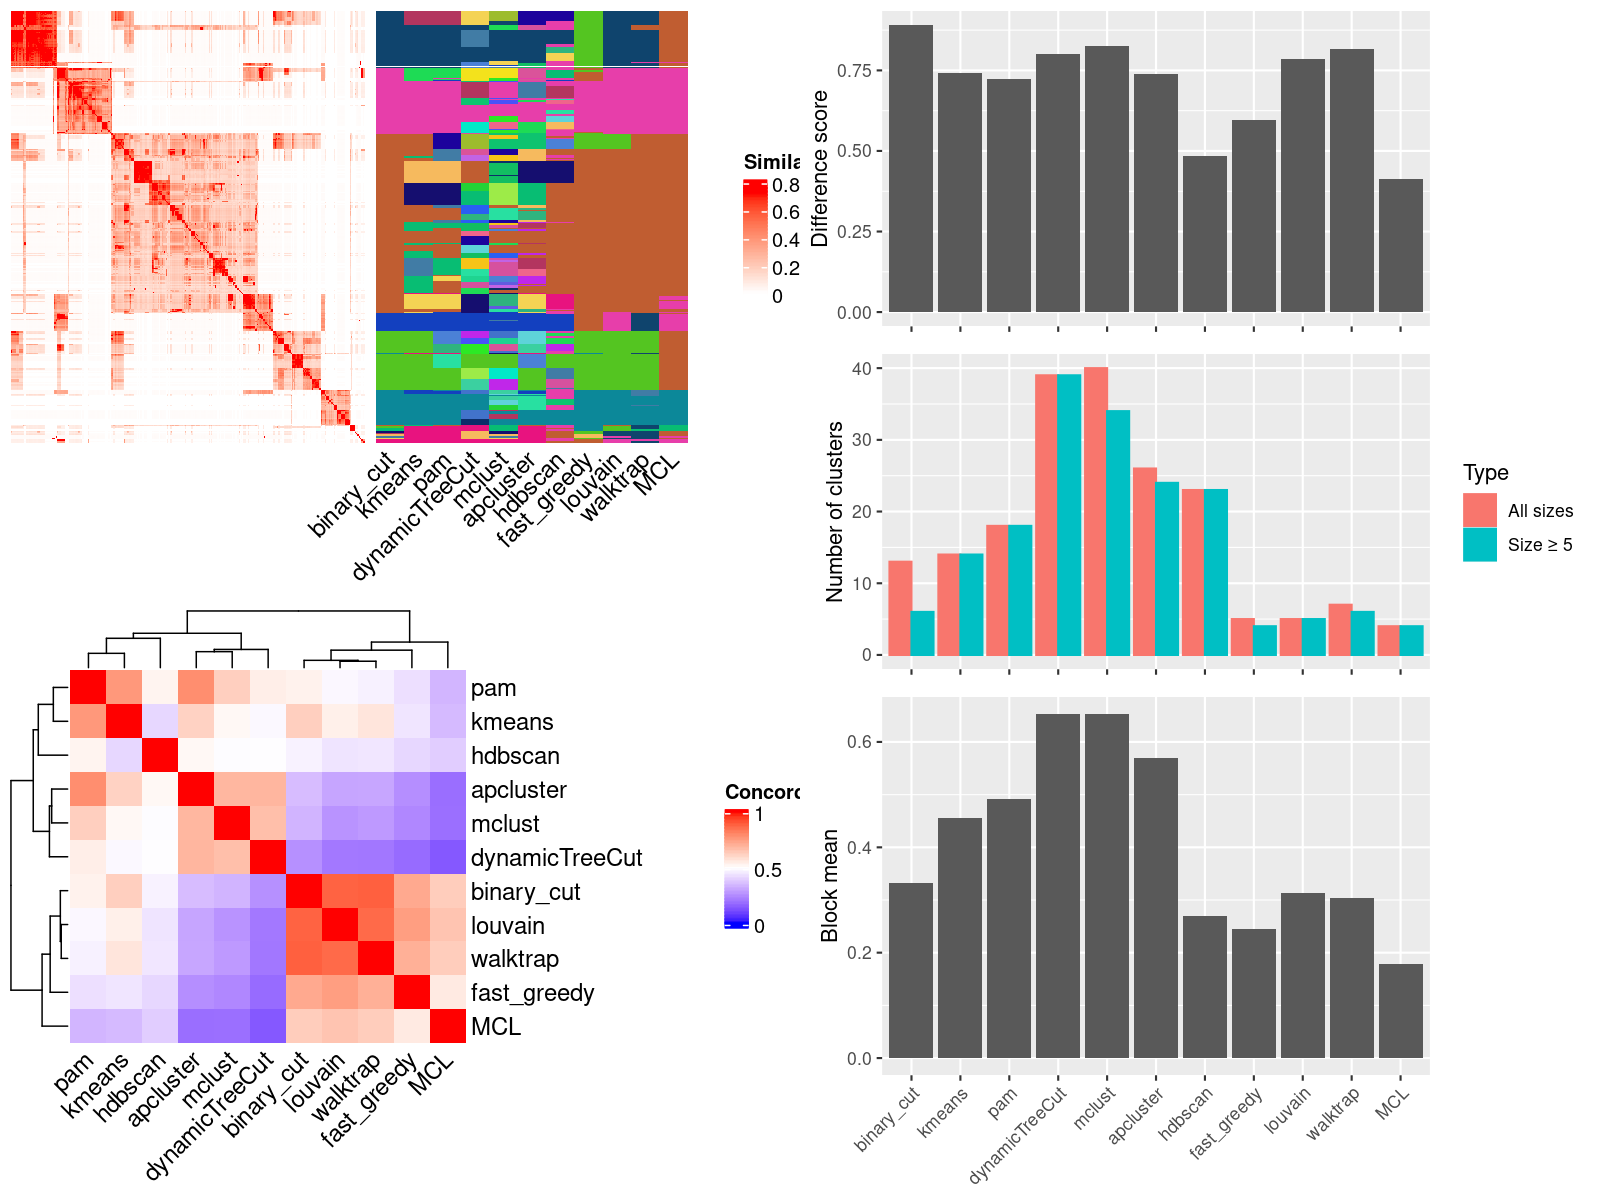 Simila
0.8
0.6
0.4
0.2
0
binary_cut
kmeans
pam
dynamicTreeCut
mclust
apcluster
hdbscan
fast_greedy
louvain
walktrap
MCL
pam
kmeans
hdbscan
apcluster
mclust
dynamicTreeCut
binary_cut
louvain
walktrap
fast_greedy
MCL
Concord
1
0.5
0
pam
kmeans
hdbscan
apcluster
mclust
dynamicTreeCut
binary_cut
louvain
walktrap
fast_greedy
MCL
Difference score
0.75
0.50
0.25
0.00
Number of clusters
40
30
20
10
0
Type
All sizes
Size ≥ 5
Block mean
0.6
0.4
0.2
0.0
binary_cut
kmeans
pam
dynamicTreeCut
mclust
apcluster
hdbscan
fast_greedy
louvain
walktrap
MCL